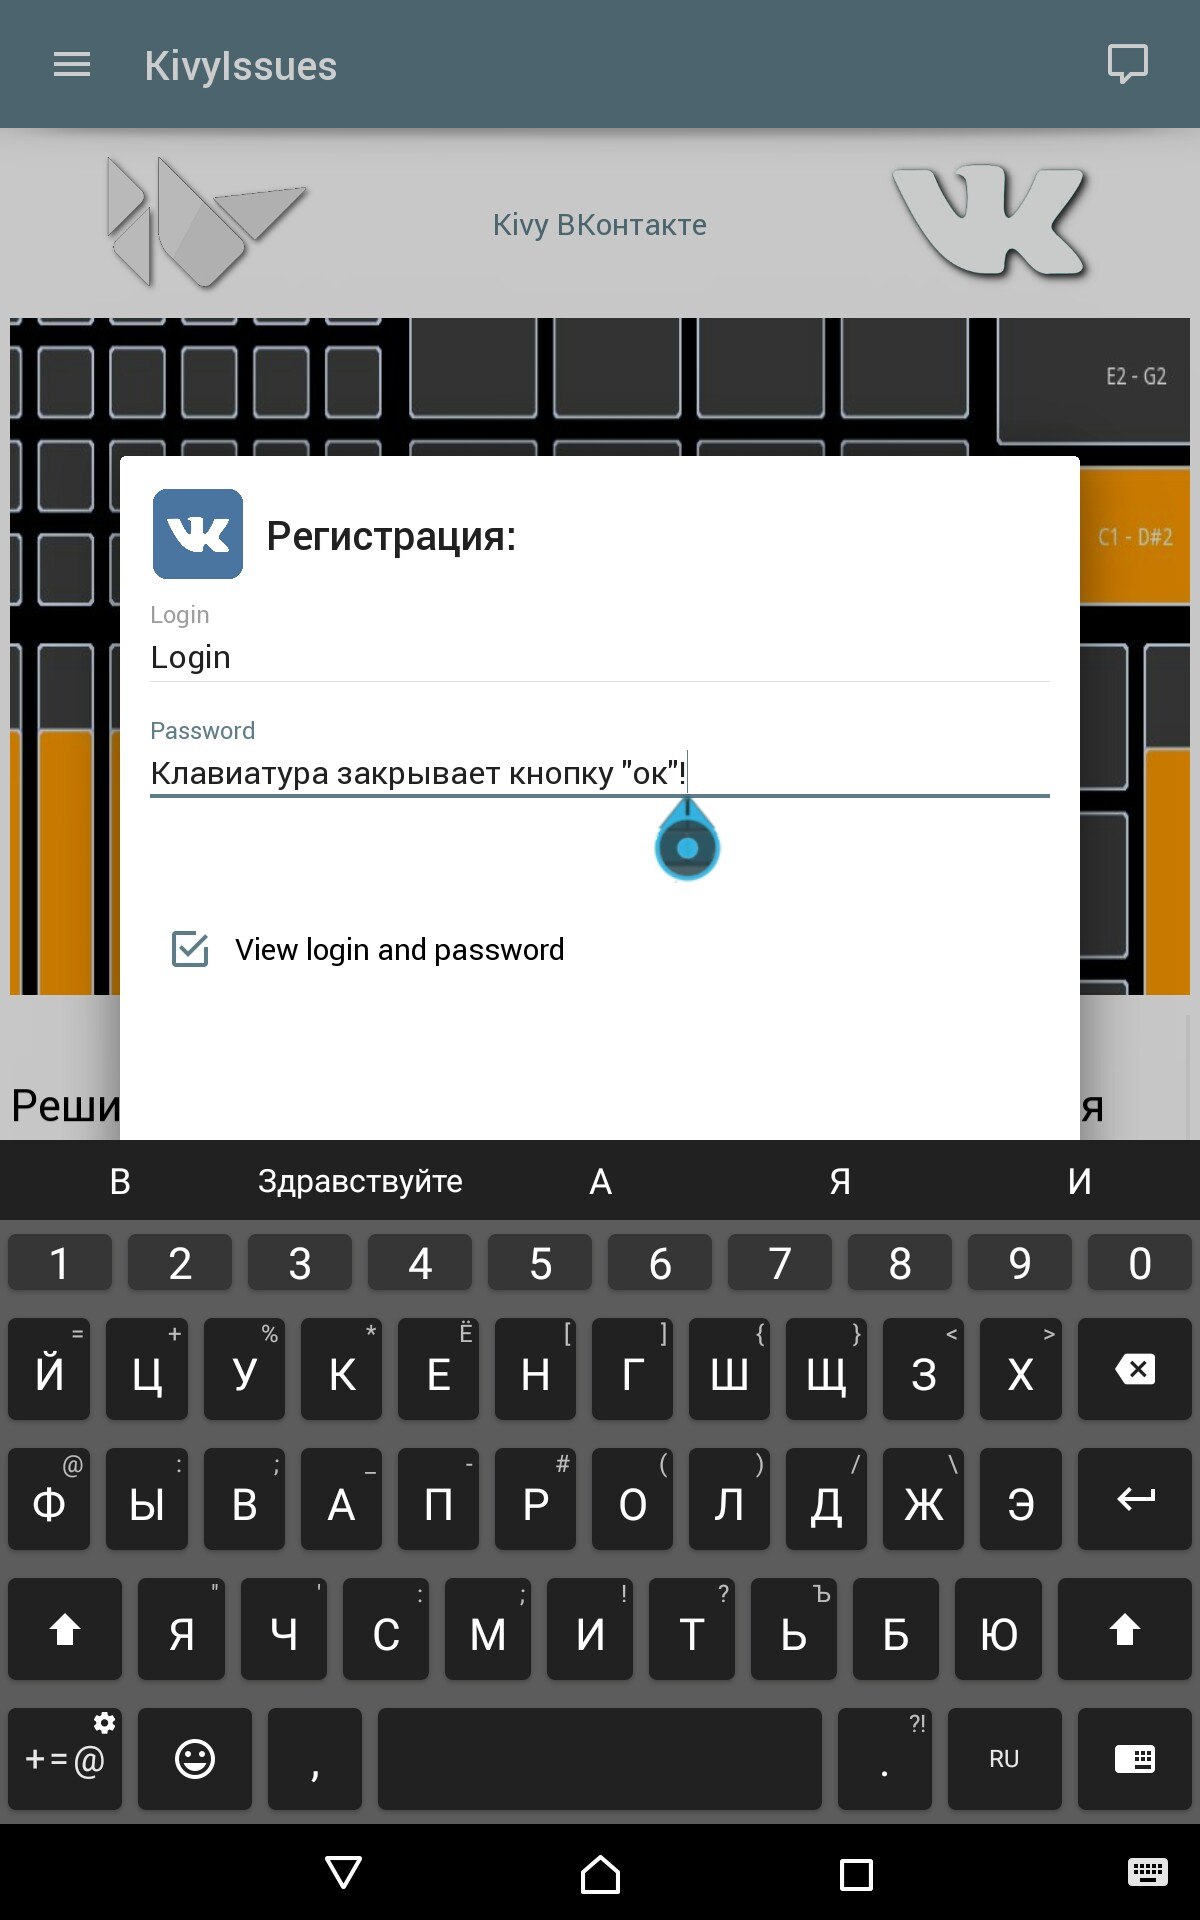 KivyIssues
Kivy ВКонтакте
E2 - G2
C1 - D#2
Регистрация:
Login
Login
Password
Клавиатура закрывает кнопку "ок"!
View login and password
Реши
я
В Здравствуйте А Я И
1 2 3 4 5 6 7 8 9 0
= + % * Ё [ ] { } < >
Й Ц У К Е Н Г Ш Щ З Х
@ : ; _ - # ( ) / \
Ф Ы В А П Р О Л Д Ж Э
" ' : ; ! ? Ъ
Я Ч С М И Т Ь Б Ю
?!
+=@ , . RU